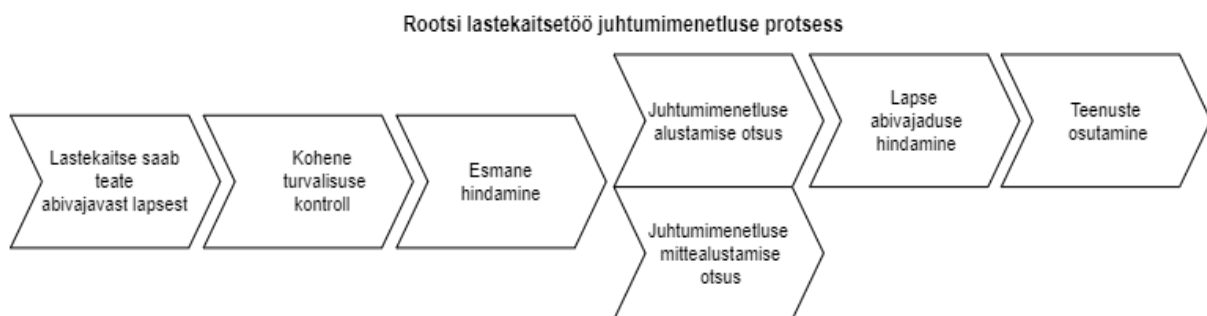 Rootsi lastekaitsetöö juhtumimenetluse protsess
Lastekaitse saab
teate
abivajavast lapsest
Kohene
turvalisuse
kontroll
Esmane
hindamine
Juhtumimenetluse
alustamise otsus
Juhtumimenetluse
mittealustamise
otsus
Lapse
abivajaduse
hindamine
Teenuste
osutamine